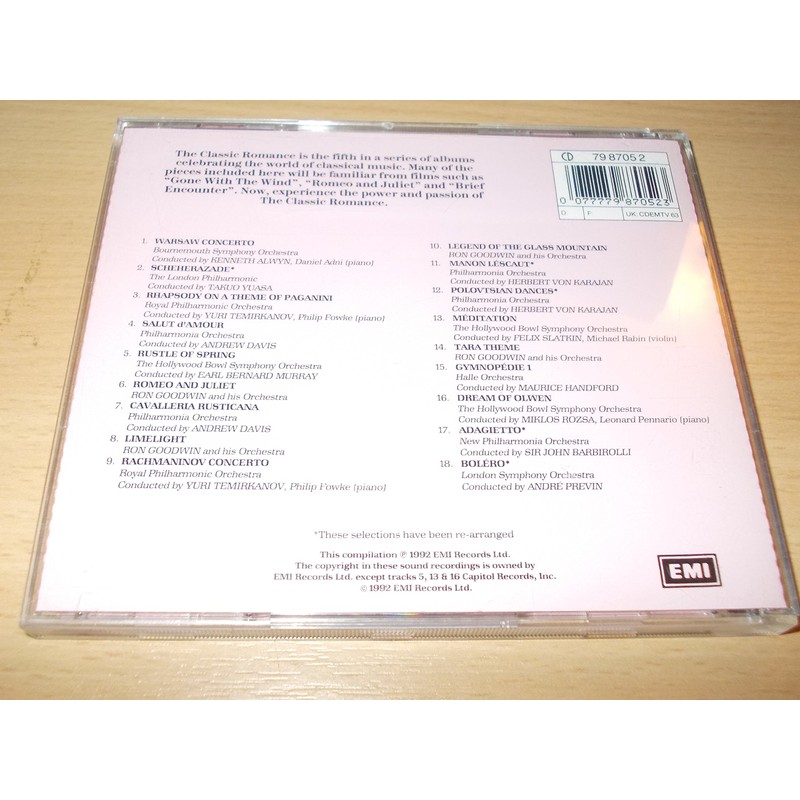 The Classic Romance is the fifth in a series of albums
celebrating the world of classical music. Many of the
pieces included here will be familiar from films such as
"Gone With The Wind", "Romeo and Juliet" and "Brief
Encounter". Now, experience the power and passion of
The Classic Romance.
CD 79 8705 2
0 077779 870523
D: F: UK: CDEMTV 63
1. WARSAW CONCERTO
Bournemouth Symphony Orchestra
Conducted by KENNETH ALWYN, Daniel Adni (piano)
2. SCHEHERAZADE*
The London Philharmonic
Conducted by TAKUO YUASA
3. RHAPSODY ON A THEME OF PAGANINI
Royal Philharmonic Orchestra
Conducted by YURI TEMIRKANOV, Philip Fowke (piano)
4. SALUT d'AMOUR
Philharmonia Orchestra
Conducted by ANDREW DAVIS
5. RUSTLE OF SPRING
The Hollywood Bowl Symphony Orchestra
Conducted by EARL BERNARD MURRAY
6. ROMEO AND JULIET
RON GOODWIN and his Orchestra
7. CAVALLERIA RUSTICANA
Philharmonia Orchestra
Conducted by ANDREW DAVIS
8. LIMELIGHT
RON GOODWIN and his Orchestra
9. RACHMANINOV CONCERTO
Royal Philharmonic Orchestra
Conducted by YURI TEMIRKANOV, Philip Fowke (piano)
10. LEGEND OF THE GLASS MOUNTAIN
RON GOODWIN and his Orchestra
11. MANON LÉSCAUT*
Philharmonia Orchestra
Conducted by HERBERT VON KARAJAN
12. POLOVTSIAN DANCES*
Philharmonia Orchestra
Conducted by HERBERT VON KARAJAN
13. MÉDITATION
The Hollywood Bowl Symphony Orchestra
Conducted by FELIX SLATKIN, Michael Rabin (violin)
14. TARA THEME
RON GOODWIN and his Orchestra
15. GYMNOPÉDIE 1
Halle Orchestra
Conducted by MAURICE HANDFORD
16. DREAM OF OLWEN
The Hollywood Bowl Symphony Orchestra
Conducted by MIKLOS ROZSA, Leonard Pennario (piano)
17. ADAGIETTO*
New Philharmonia Orchestra
Conducted by SIR JOHN BARBIROLLI
18. BOLÉRO*
London Symphony Orchestra
Conducted by ANDRÉ PREVIN
*These selections have been re-arranged
This compilation ℗ 1992 EMI Records Ltd.
The copyright in these sound recordings is owned by
EMI Records Ltd. except tracks 5, 13 & 16 Capitol Records, Inc.
© 1992 EMI Records Ltd.
EMI